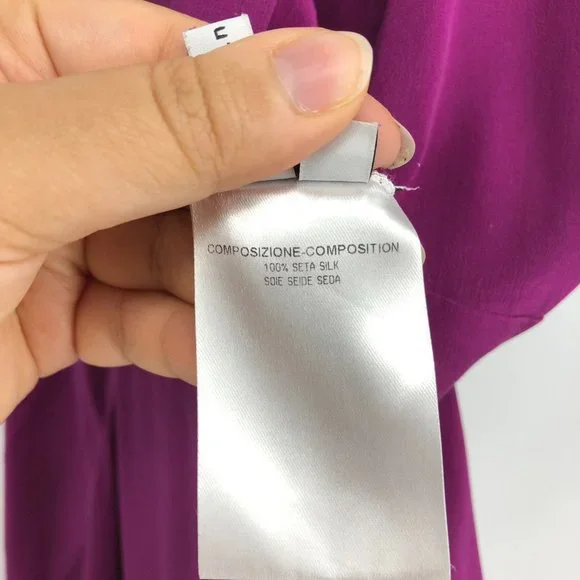 COMPOSIZIONE-COMPOSITION
100% SETA SILK
SOIE SEIDE SEDA